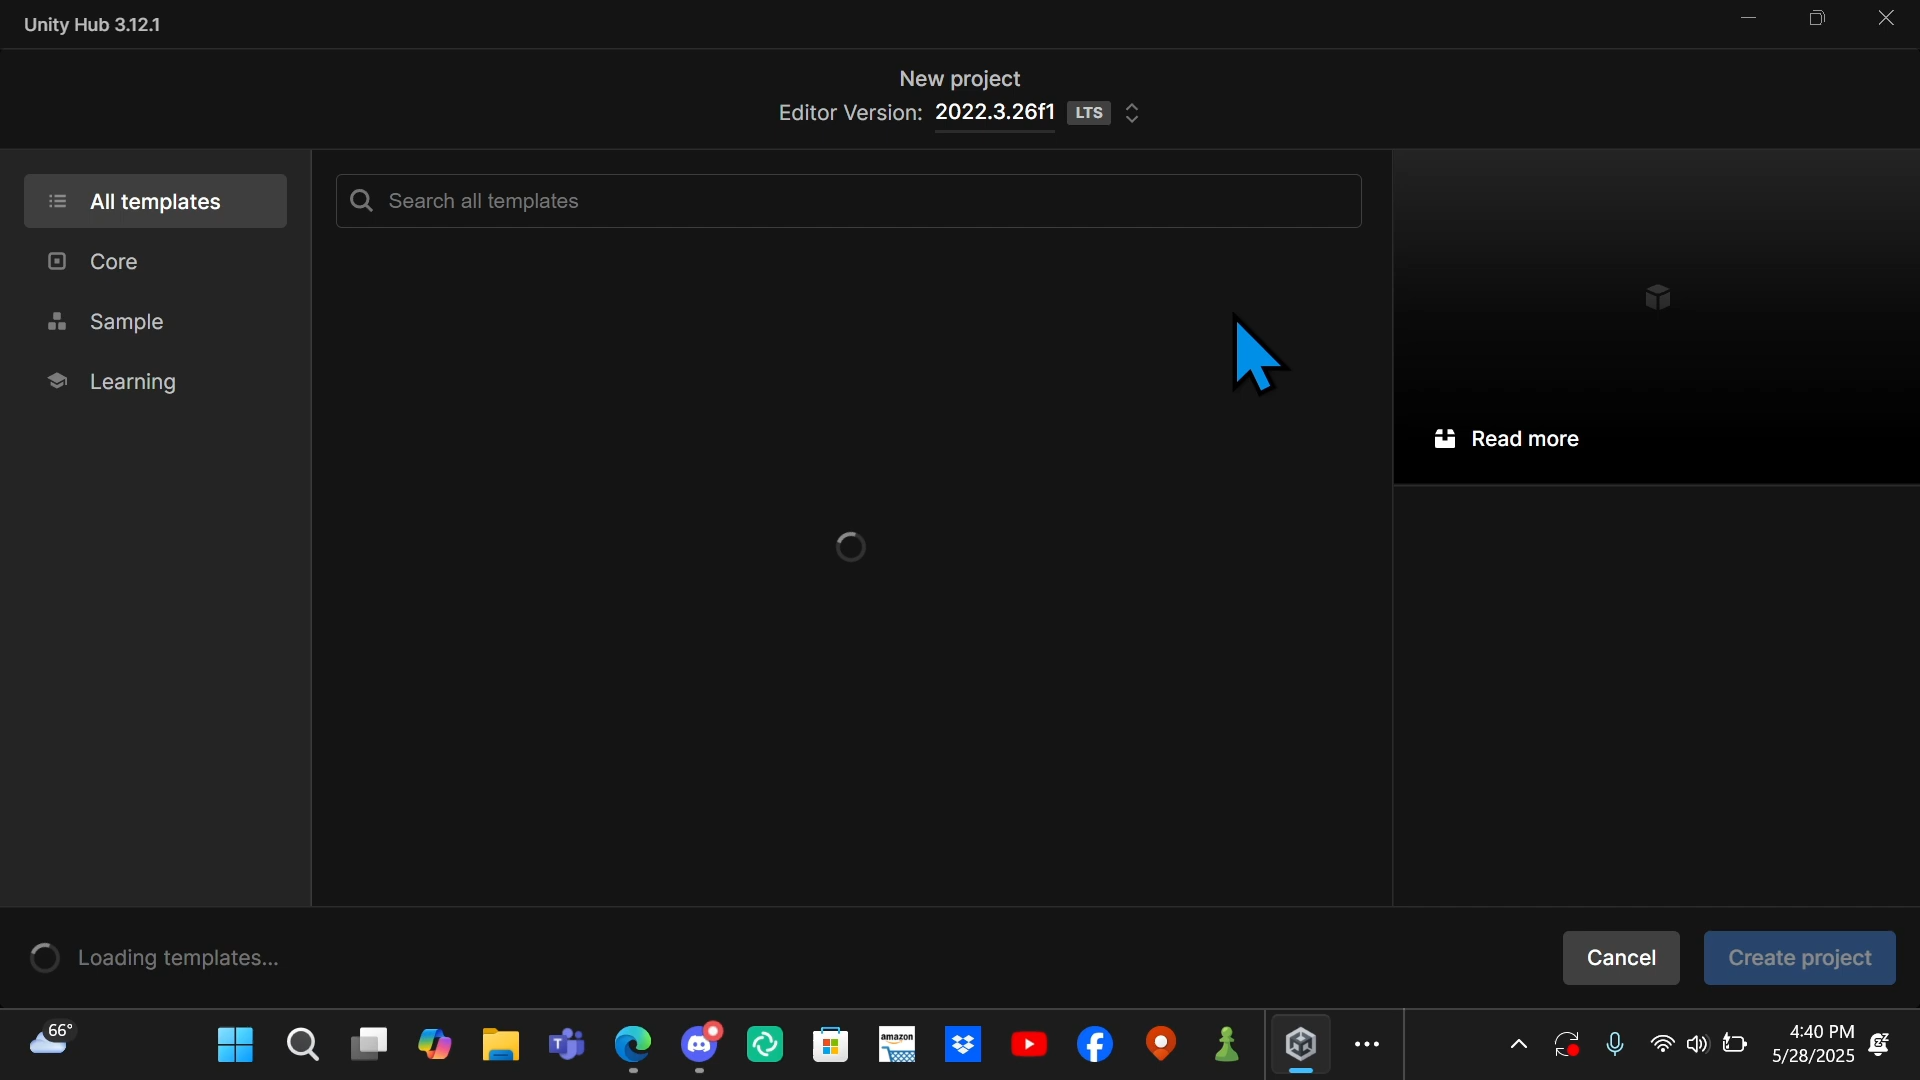 Unity Hub 3.12.1
New project
Editor Version: 2022.3.26f1 LTS
All templates
Core
Sample
Learning
Search all templates
Read more
Loading templates...
Cancel
Create project
66°
amazon
4:40 PM
5/28/2025